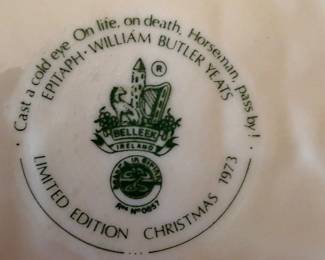 · Cast a cold eye On life, on death. Horseman, pass by! ·
EPITAPH · WILLIAM BUTLER YEATS
®
BELLEEK
IRELAND
LIMITED EDITION CHRISTMAS 1973
...